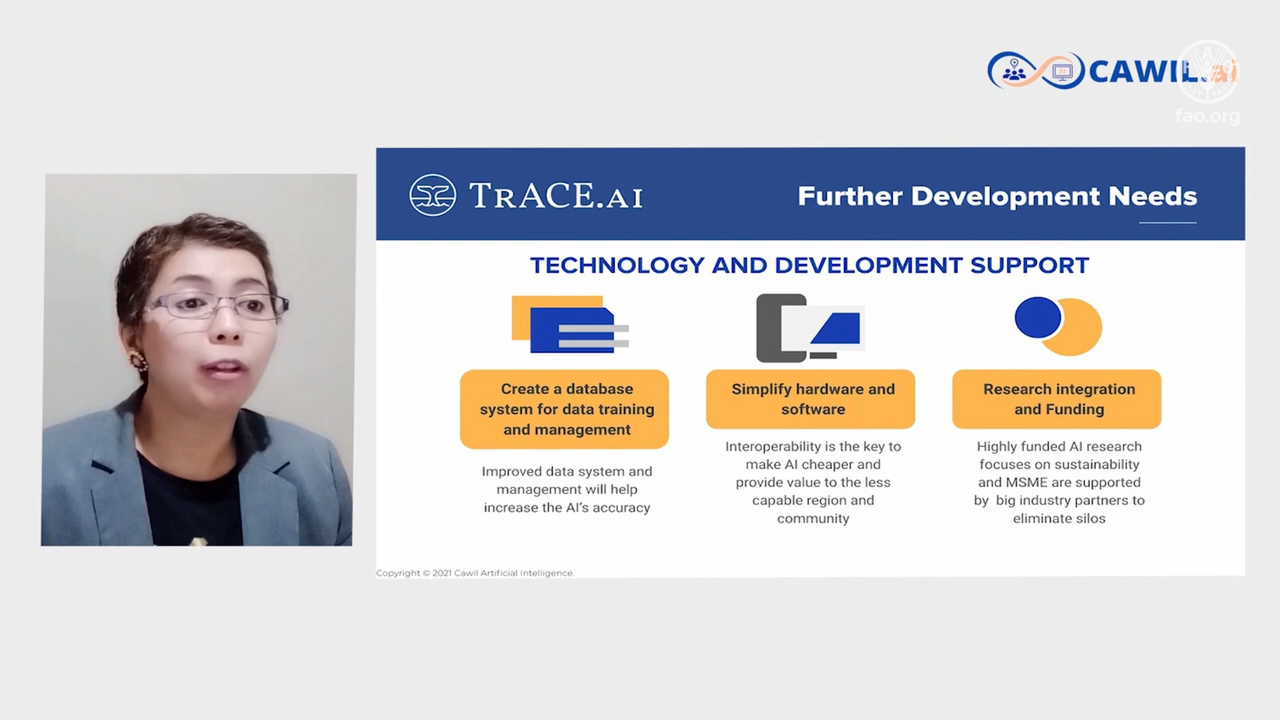 CAWIL.ai
fao.org
TrACE.AI
Further Development Needs
TECHNOLOGY AND DEVELOPMENT SUPPORT
Create a database
system for data training
and management
Improved data system and
management will help
increase the AI's accuracy
Simplify hardware and
software
Interoperability is the key to
make AI cheaper and
provide value to the less
capable region and
community
Research integration
and Funding
Highly funded AI research
focuses on sustainability
and MSME are supported
by big industry partners to
eliminate silos
Copyright © 2021 Cawil Artificial Intelligence.